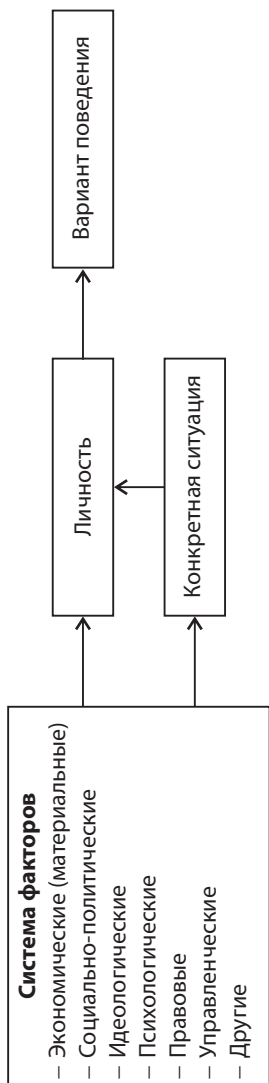 Система факторов
– Экономические (материальные)
– Социально-политические
– Идеологические
– Психологические
– Правовые
– Управленческие
– Другие
Личность
Конкретная ситуация
Вариант поведения